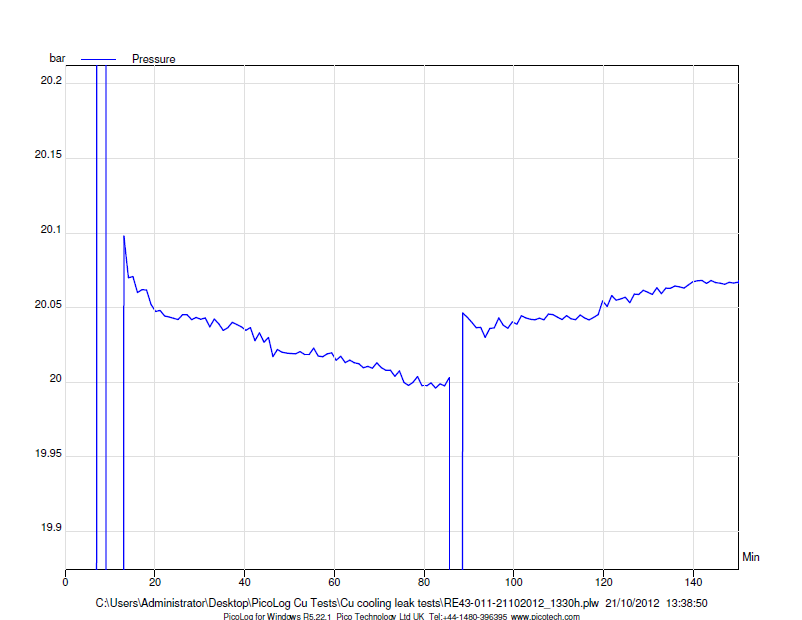 bar Pressure
20.2
20.15
20.1
20.05
20
19.95
19.9
Min
0 20 40 60 80 100 120 140
C:\Users\Administrator\Desktop\PicoLog Cu Tests\Cu cooling leak tests\RE43-011-21102012_1330h.plw 21/10/2012 13:38:50
PicoLog for Windows R5.22.1 Pico Technology Ltd UK Tel:+44-1480-396395 www.picotech.com